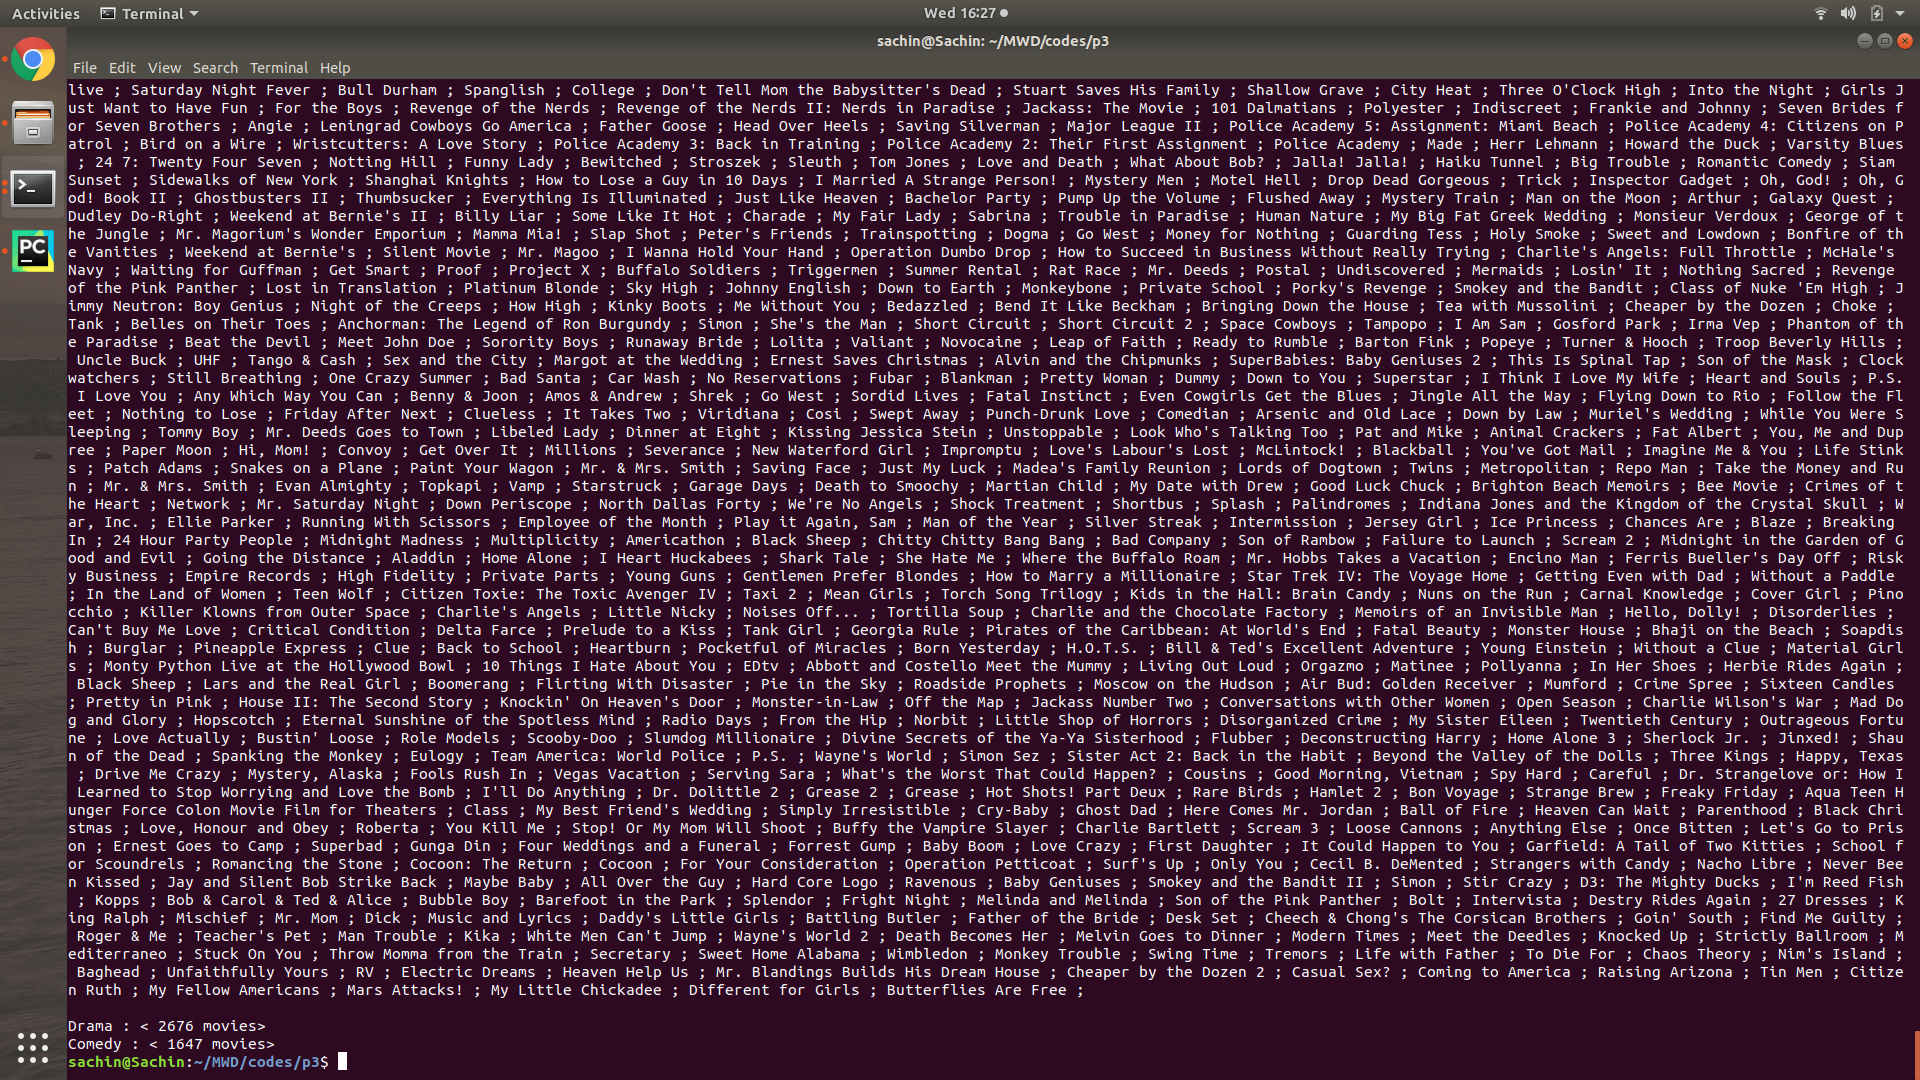 Activities Terminal Wed 16:27
sachin@Sachin: ~/MWD/codes/p3
File Edit View Search Terminal Help
live ; Saturday Night Fever ; Bull Durham ; Spanglish ; College ; Don't Tell Mom the Babysitter's Dead ; Stuart Saves His Family ; Shallow Grave ; City Heat ; Three O'Clock High ; Into the Night ; Girls J
ust Want to Have Fun ; For the Boys ; Revenge of the Nerds ; Revenge of the Nerds II: Nerds in Paradise ; Jackass: The Movie ; 101 Dalmatians ; Polyester ; Indiscreet ; Frankie and Johnny ; Seven Brides f
or Seven Brothers ; Angie ; Leningrad Cowboys Go America ; Father Goose ; Head Over Heels ; Saving Silverman ; Major League II ; Police Academy 5: Assignment: Miami Beach ; Police Academy 4: Citizens on P
atrol ; Bird on a Wire ; Wristcutters: A Love Story ; Police Academy 3: Back in Training ; Police Academy 2: Their First Assignment ; Police Academy ; Made ; Herr Lehmann ; Howard the Duck ; Varsity Blues
; 24 7: Twenty Four Seven ; Notting Hill ; Funny Lady ; Bewitched ; Stroszek ; Sleuth ; Tom Jones ; Love and Death ; What About Bob? ; Jalla! Jalla! ; Haiku Tunnel ; Big Trouble ; Romantic Comedy ; Siam
Sunset ; Sidewalks of New York ; Shanghai Knights ; How to Lose a Guy in 10 Days ; I Married A Strange Person! ; Mystery Men ; Motel Hell ; Drop Dead Gorgeous ; Trick ; Inspector Gadget ; Oh, God! ; Oh, G
od! Book II ; Ghostbusters II ; Thumbsucker ; Everything Is Illuminated ; Just Like Heaven ; Bachelor Party ; Pump Up the Volume ; Flushed Away ; Mystery Train ; Man on the Moon ; Arthur ; Galaxy Quest ;
Dudley Do-Right ; Weekend at Bernie's II ; Billy Liar ; Some Like It Hot ; Charade ; My Fair Lady ; Sabrina ; Trouble in Paradise ; Human Nature ; My Big Fat Greek Wedding ; Monsieur Verdoux ; George of t
he Jungle ; Mr. Magorium's Wonder Emporium ; Mamma Mia! ; Slap Shot ; Peter's Friends ; Trainspotting ; Dogma ; Go West ; Money for Nothing ; Guarding Tess ; Holy Smoke ; Sweet and Lowdown ; Bonfire of th
e Vanities ; Weekend at Bernie's ; Silent Movie ; Mr. Magoo ; I Wanna Hold Your Hand ; Operation Dumbo Drop ; How to Succeed in Business Without Really Trying ; Charlie's Angels: Full Throttle ; McHale's
Navy ; Waiting for Guffman ; Get Smart ; Proof ; Project X ; Buffalo Soldiers ; Triggermen ; Summer Rental ; Rat Race ; Mr. Deeds ; Postal ; Undiscovered ; Mermaids ; Losin' It ; Nothing Sacred ; Revenge
of the Pink Panther ; Lost in Translation ; Platinum Blonde ; Sky High ; Johnny English ; Down to Earth ; Monkeybone ; Private School ; Porky's Revenge ; Smokey and the Bandit ; Class of Nuke 'Em High ; J
immy Neutron: Boy Genius ; Night of the Creeps ; How High ; Kinky Boots ; Me Without You ; Bedazzled ; Bend It Like Beckham ; Bringing Down the House ; Tea with Mussolini ; Cheaper by the Dozen ; Choke ;
Tank ; Belles on Their Toes ; Anchorman: The Legend of Ron Burgundy ; Simon ; She's the Man ; Short Circuit ; Short Circuit 2 ; Space Cowboys ; Tampopo ; I Am Sam ; Gosford Park ; Irma Vep ; Phantom of th
e Paradise ; Beat the Devil ; Meet John Doe ; Sorority Boys ; Runaway Bride ; Lolita ; Valiant ; Novocaine ; Leap of Faith ; Ready to Rumble ; Barton Fink ; Popeye ; Turner & Hooch ; Troop Beverly Hills ;
Uncle Buck ; UHF ; Tango & Cash ; Sex and the City ; Margot at the Wedding ; Ernest Saves Christmas ; Alvin and the Chipmunks ; SuperBabies: Baby Geniuses 2 ; This Is Spinal Tap ; Son of the Mask ; Clock
watchers ; Still Breathing ; One Crazy Summer ; Bad Santa ; Car Wash ; No Reservations ; Fubar ; Blankman ; Pretty Woman ; Dummy ; Down to You ; Superstar ; I Think I Love My Wife ; Heart and Souls ; P.S.
I Love You ; Any Which Way You Can ; Benny & Joon ; Amos & Andrew ; Shrek ; Go West ; Sordid Lives ; Fatal Instinct ; Even Cowgirls Get the Blues ; Jingle All the Way ; Flying Down to Rio ; Follow the Fl
eet ; Nothing to Lose ; Friday After Next ; Clueless ; It Takes Two ; Viridiana ; Cosi ; Swept Away ; Punch-Drunk Love ; Comedian ; Arsenic and Old Lace ; Down by Law ; Muriel's Wedding ; While You Were S
leeping ; Tommy Boy ; Mr. Deeds Goes to Town ; Libeled Lady ; Dinner at Eight ; Kissing Jessica Stein ; Unstoppable ; Look Who's Talking Too ; Pat and Mike ; Animal Crackers ; Fat Albert ; You, Me and Dup
ree ; Paper Moon ; Hi, Mom! ; Convoy ; Get Over It ; Millions ; Severance ; New Waterford Girl ; Impromptu ; Love's Labour's Lost ; McLintock! ; Blackball ; You've Got Mail ; Imagine Me & You ; Life Stink
s ; Patch Adams ; Snakes on a Plane ; Paint Your Wagon ; Mr. & Mrs. Smith ; Saving Face ; Just My Luck ; Madea's Family Reunion ; Lords of Dogtown ; Twins ; Metropolitan ; Repo Man ; Take the Money and Ru
n ; Mr. & Mrs. Smith ; Evan Almighty ; Topkapi ; Vamp ; Starstruck ; Garage Days ; Death to Smoochy ; Martian Child ; My Date with Drew ; Good Luck Chuck ; Brighton Beach Memoirs ; Bee Movie ; Crimes of t
he Heart ; Network ; Mr. Saturday Night ; Down Periscope ; North Dallas Forty ; We're No Angels ; Shock Treatment ; Shortbus ; Splash ; Palindromes ; Indiana Jones and the Kingdom of the Crystal Skull ; W
ar, Inc. ; Ellie Parker ; Running With Scissors ; Employee of the Month ; Play it Again, Sam ; Man of the Year ; Silver Streak ; Intermission ; Jersey Girl ; Ice Princess ; Chances Are ; Blaze ; Breaking
In ; 24 Hour Party People ; Midnight Madness ; Multiplicity ; Americathon ; Black Sheep ; Chitty Chitty Bang Bang ; Bad Company ; Son of Rambow ; Failure to Launch ; Scream 2 ; Midnight in the Garden of G
ood and Evil ; Going the Distance ; Aladdin ; Home Alone ; I Heart Huckabees ; Shark Tale ; She Hate Me ; Where the Buffalo Roam ; Mr. Hobbs Takes a Vacation ; Encino Man ; Ferris Bueller's Day Off ; Risk
y Business ; Empire Records ; High Fidelity ; Private Parts ; Young Guns ; Gentlemen Prefer Blondes ; How to Marry a Millionaire ; Star Trek IV: The Voyage Home ; Getting Even with Dad ; Without a Paddle
; In the Land of Women ; Teen Wolf ; Citizen Toxie: The Toxic Avenger IV ; Taxi 2 ; Mean Girls ; Torch Song Trilogy ; Kids in the Hall: Brain Candy ; Nuns on the Run ; Carnal Knowledge ; Cover Girl ; Pino
cchio ; Killer Klowns from Outer Space ; Charlie's Angels ; Little Nicky ; Noises Off... ; Tortilla Soup ; Charlie and the Chocolate Factory ; Memoirs of an Invisible Man ; Hello, Dolly! ; Disorderlies ;
Can't Buy Me Love ; Critical Condition ; Delta Farce ; Prelude to a Kiss ; Tank Girl ; Georgia Rule ; Pirates of the Caribbean: At World's End ; Fatal Beauty ; Monster House ; Bhaji on the Beach ; Soapdis
h ; Burglar ; Pineapple Express ; Clue ; Back to School ; Heartburn ; Pocketful of Miracles ; Born Yesterday ; H.O.T.S. ; Bill & Ted's Excellent Adventure ; Young Einstein ; Without a Clue ; Material Girl
s ; Monty Python Live at the Hollywood Bowl ; 10 Things I Hate About You ; EDtv ; Abbott and Costello Meet the Mummy ; Living Out Loud ; Orgazmo ; Matinee ; Pollyanna ; In Her Shoes ; Herbie Rides Again ;
Black Sheep ; Lars and the Real Girl ; Boomerang ; Flirting With Disaster ; Pie in the Sky ; Roadside Prophets ; Moscow on the Hudson ; Air Bud: Golden Receiver ; Mumford ; Crime Spree ; Sixteen Candles
; Pretty in Pink ; House II: The Second Story ; Knockin' On Heaven's Door ; Monster-in-Law ; Off the Map ; Jackass Number Two ; Conversations with Other Women ; Open Season ; Charlie Wilson's War ; Mad Do
g and Glory ; Hopscotch ; Eternal Sunshine of the Spotless Mind ; Radio Days ; From the Hip ; Norbit ; Little Shop of Horrors ; Disorganized Crime ; My Sister Eileen ; Twentieth Century ; Outrageous Fortu
ne ; Love Actually ; Bustin' Loose ; Role Models ; Scooby-Doo ; Slumdog Millionaire ; Divine Secrets of the Ya-Ya Sisterhood ; Flubber ; Deconstructing Harry ; Home Alone 3 ; Sherlock Jr. ; Jinxed! ; Shau
n of the Dead ; Spanking the Monkey ; Eulogy ; Team America: World Police ; P.S. ; Wayne's World ; Simon Sez ; Sister Act 2: Back in the Habit ; Beyond the Valley of the Dolls ; Three Kings ; Happy, Texas
; Drive Me Crazy ; Mystery, Alaska ; Fools Rush In ; Vegas Vacation ; Serving Sara ; What's the Worst That Could Happen? ; Cousins ; Good Morning, Vietnam ; Spy Hard ; Careful ; Dr. Strangelove or: How I
Learned to Stop Worrying and Love the Bomb ; I'll Do Anything ; Dr. Dolittle 2 ; Grease 2 ; Grease ; Hot Shots! Part Deux ; Rare Birds ; Hamlet 2 ; Bon Voyage ; Strange Brew ; Freaky Friday ; Aqua Teen H
unger Force Colon Movie Film for Theaters ; Class ; My Best Friend's Wedding ; Simply Irresistible ; Cry-Baby ; Ghost Dad ; Here Comes Mr. Jordan ; Ball of Fire ; Heaven Can Wait ; Parenthood ; Black Chri
stmas ; Love, Honour and Obey ; Roberta ; You Kill Me ; Stop! Or My Mom Will Shoot ; Buffy the Vampire Slayer ; Charlie Bartlett ; Scream 3 ; Loose Cannons ; Anything Else ; Once Bitten ; Let's Go to Pris
on ; Ernest Goes to Camp ; Superbad ; Gunga Din ; Four Weddings and a Funeral ; Forrest Gump ; Baby Boom ; Love Crazy ; First Daughter ; It Could Happen to You ; Garfield: A Tail of Two Kitties ; School f
or Scoundrels ; Romancing the Stone ; Cocoon: The Return ; Cocoon ; For Your Consideration ; Operation Petticoat ; Surf's Up ; Only You ; Cecil B. DeMented ; Strangers with Candy ; Nacho Libre ; Never Bee
n Kissed ; Jay and Silent Bob Strike Back ; Maybe Baby ; All Over the Guy ; Hard Core Logo ; Ravenous ; Baby Geniuses ; Smokey and the Bandit II ; Simon ; Stir Crazy ; D3: The Mighty Ducks ; I'm Reed Fish
; Kopps ; Bob & Carol & Ted & Alice ; Bubble Boy ; Barefoot in the Park ; Splendor ; Fright Night ; Melinda and Melinda ; Son of the Pink Panther ; Bolt ; Intervista ; Destry Rides Again ; 27 Dresses ; K
ing Ralph ; Mischief ; Mr. Mom ; Dick ; Music and Lyrics ; Daddy's Little Girls ; Battling Butler ; Father of the Bride ; Desk Set ; Cheech & Chong's The Corsican Brothers ; Goin' South ; Find Me Guilty ;
Roger & Me ; Teacher's Pet ; Man Trouble ; Kika ; White Men Can't Jump ; Wayne's World 2 ; Death Becomes Her ; Melvin Goes to Dinner ; Modern Times ; Meet the Deedles ; Knocked Up ; Strictly Ballroom ; M
editerraneo ; Stuck On You ; Throw Momma from the Train ; Secretary ; Sweet Home Alabama ; Wimbledon ; Monkey Trouble ; Swing Time ; Tremors ; Life with Father ; To Die For ; Chaos Theory ; Nim's Island ;
Baghead ; Unfaithfully Yours ; RV ; Electric Dreams ; Heaven Help Us ; Mr. Blandings Builds His Dream House ; Cheaper by the Dozen 2 ; Casual Sex? ; Coming to America ; Raising Arizona ; Tin Men ; Citize
n Ruth ; My Fellow Americans ; Mars Attacks! ; My Little Chickadee ; Different for Girls ; Butterflies Are Free ;
Drama : < 2676 movies>
Comedy : < 1647 movies>
sachin@Sachin:~/MWD/codes/p3$
PC